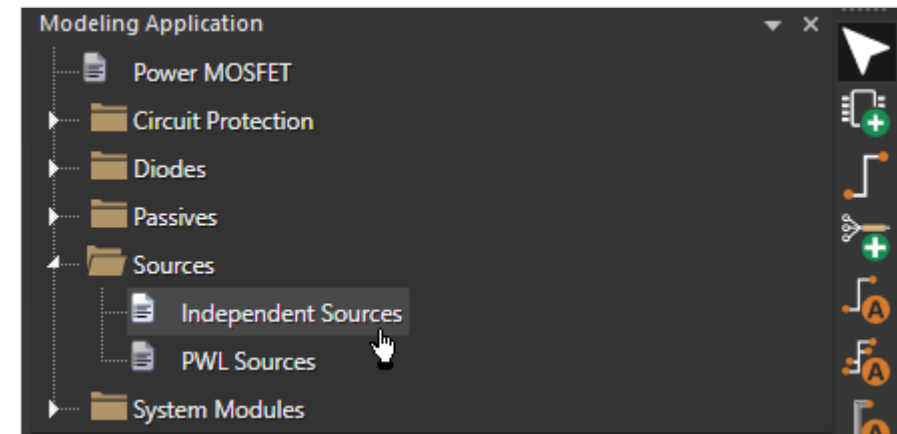 Modeling Application
Power MOSFET
Circuit Protection
Diodes
Passives
Sources
Independent Sources
PWL Sources
System Modules
A
A
A